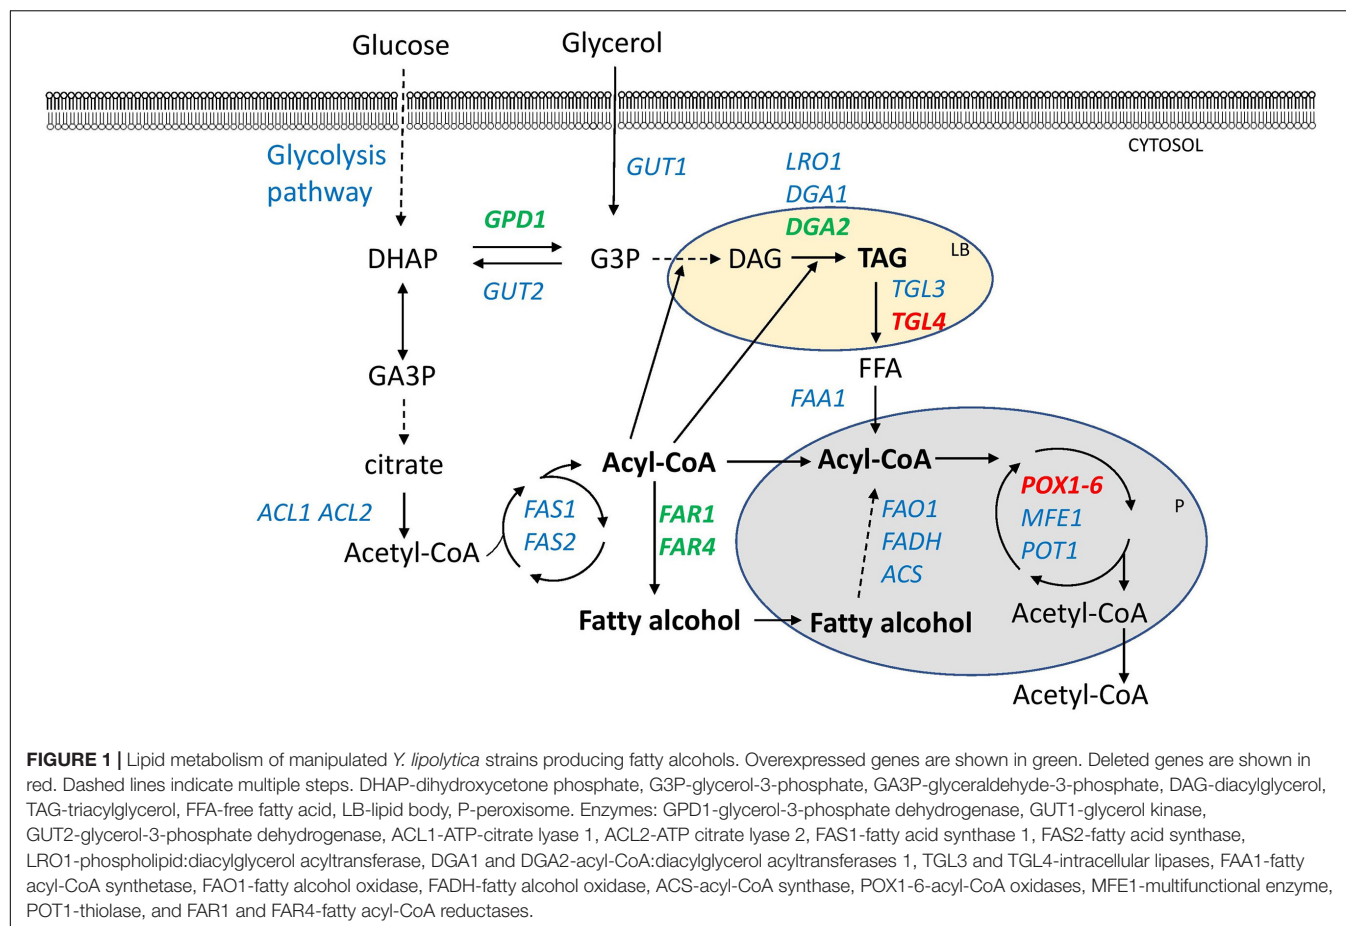 Glucose
Glycerol
CYTOSOL
Glycolysis
pathway
GUT1
LRO1
DGA1
DGA2
GPD1
DHAP
G3P
DAG
TAG
LB
GUT2
TGL3
TGL4
GA3P
FFA
FAA1
citrate
Acyl-CoA
Acyl-CoA
POX1-6
MFE1
POT1
P
ACL1 ACL2
FAS1
FAS2
FAR1
FAR4
FAO1
FADH
ACS
Acetyl-CoA
Fatty alcohol
Fatty alcohol
Acetyl-CoA
Acetyl-CoA
FIGURE 1 | Lipid metabolism of manipulated Y. lipolytica strains producing fatty alcohols. Overexpressed genes are shown in green. Deleted genes are shown in
red. Dashed lines indicate multiple steps. DHAP-dihydroxycetone phosphate, G3P-glycerol-3-phosphate, GA3P-glyceraldehyde-3-phosphate, DAG-diacylglycerol,
TAG-triacylglycerol, FFA-free fatty acid, LB-lipid body, P-peroxisome. Enzymes: GPD1-glycerol-3-phosphate dehydrogenase, GUT1-glycerol kinase,
GUT2-glycerol-3-phosphate dehydrogenase, ACL1-ATP-citrate lyase 1, ACL2-ATP citrate lyase 2, FAS1-fatty acid synthase 1, FAS2-fatty acid synthase,
LRO1-phospholipid:diacylglycerol acyltransferase, DGA1 and DGA2-acyl-CoA:diacylglycerol acyltransferases 1, TGL3 and TGL4-intracellular lipases, FAA1-fatty
acyl-CoA synthetase, FAO1-fatty alcohol oxidase, FADH-fatty alcohol oxidase, ACS-acyl-CoA synthase, POX1-6-acyl-CoA oxidases, MFE1-multifunctional enzyme,
POT1-thiolase, and FAR1 and FAR4-fatty acyl-CoA reductases.